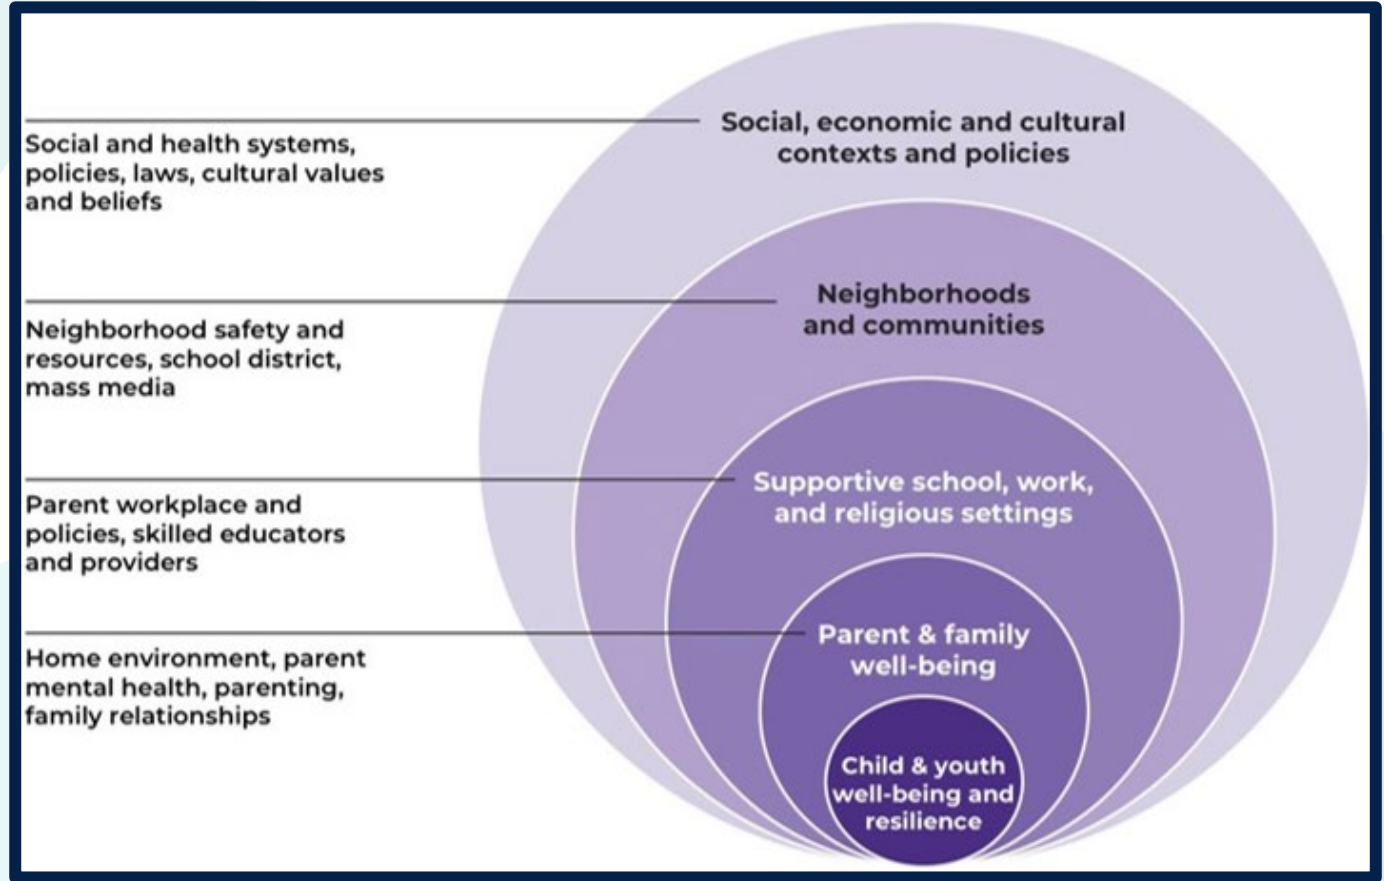 Social and health systems,
policies, laws, cultural values
and beliefs
Social, economic and cultural
contexts and policies
Neighborhood safety and
resources, school district,
mass media
Neighborhoods
and communities
Parent workplace and
policies, skilled educators
and providers
Supportive school, work,
and religious settings
Home environment, parent
mental health, parenting,
family relationships
Parent & family
well-being
Child & youth
well-being and
resilience